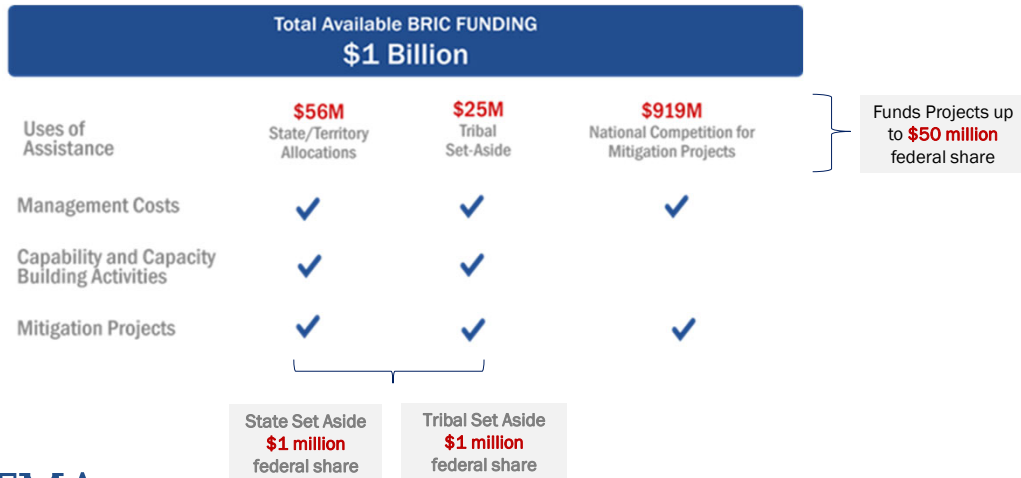 Total Available BRIC FUNDING
$1 Billion
Uses of
Assistance
$56M
State/Territory
Allocations
$25M
Tribal
Set-Aside
$919M
National Competition for
Mitigation Projects
Funds Projects up
to $50 million
federal share
Management Costs
Capability and Capacity
Building Activities
Mitigation Projects
State Set Aside
$1 million
federal share
Tribal Set Aside
$1 million
federal share